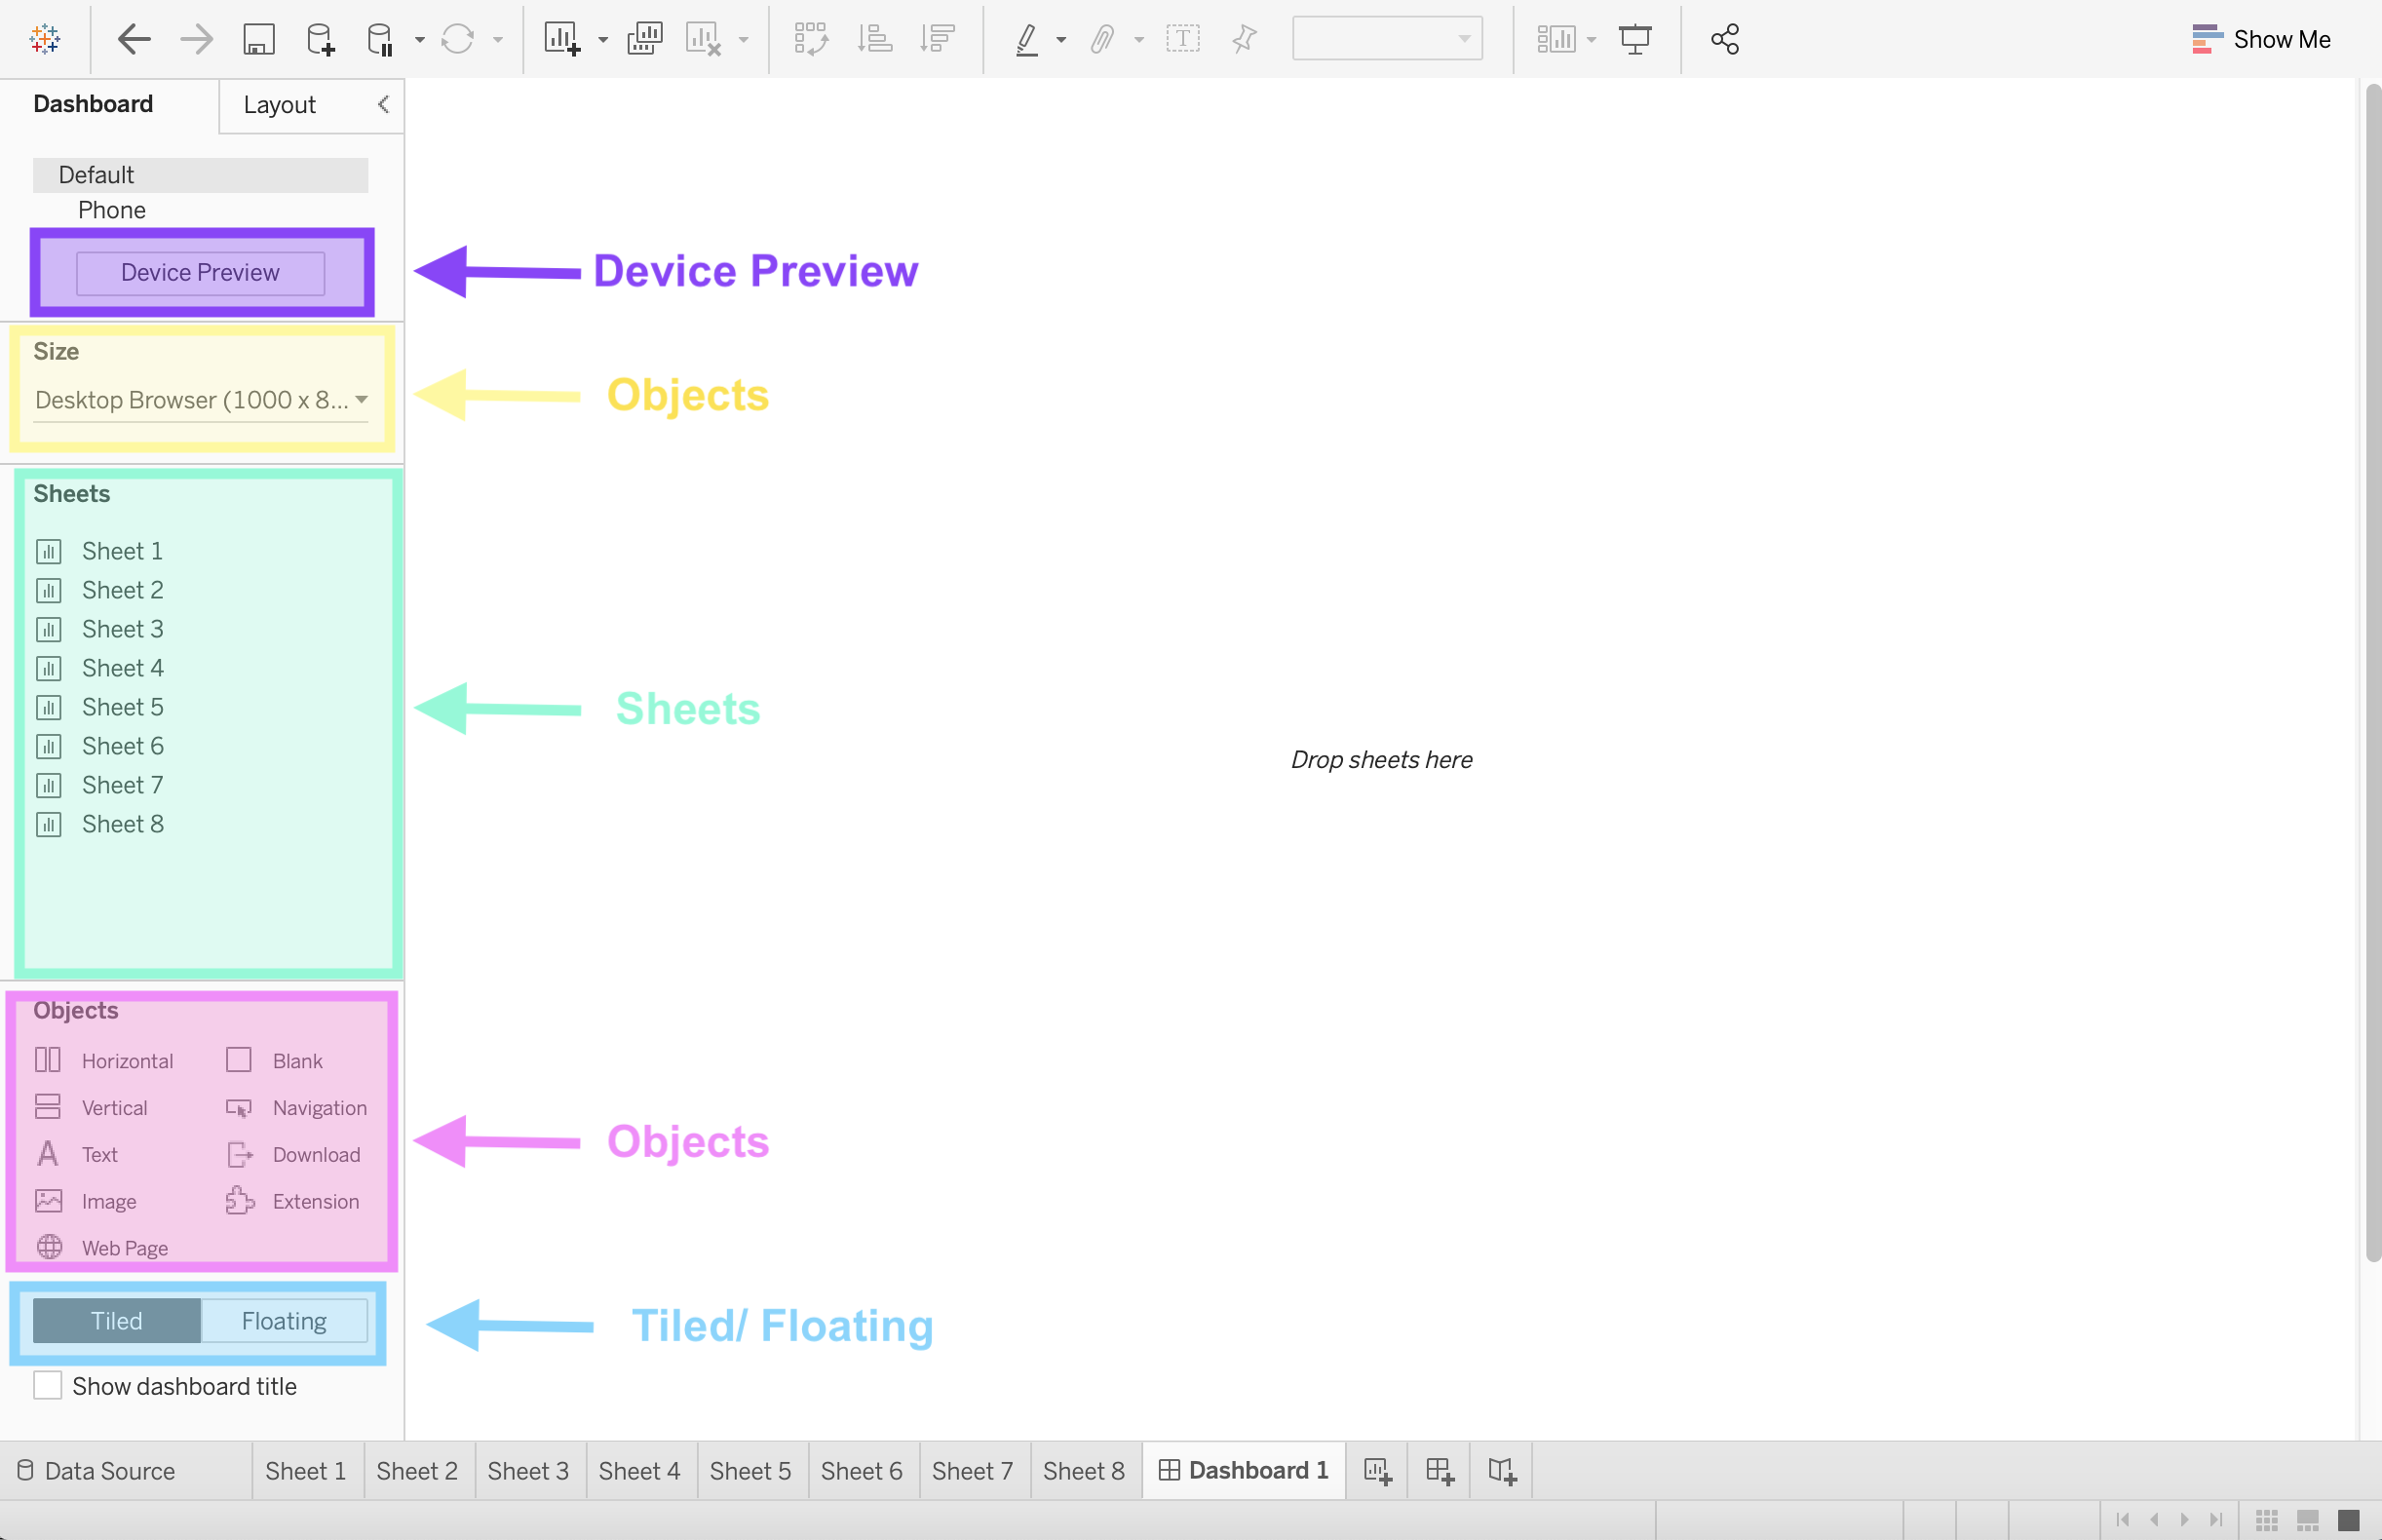 Show Me
Dashboard
Layout
Default
Phone
Device Preview
Device Preview
Size
Desktop Browser (1000 x 8...
Objects
Sheets
Sheet 1
Sheet 2
Sheet 3
Sheet 4
Sheet 5
Sheet 6
Sheet 7
Sheet 8
Sheets
Drop sheets here
Objects
Horizontal
Blank
Vertical
Navigation
Text
Download
Image
Extension
Web Page
Objects
Tiled
Floating
Tiled/ Floating
Show dashboard title
Data Source
Sheet 1
Sheet 2
Sheet 3
Sheet 4
Sheet 5
Sheet 6
Sheet 7
Sheet 8
Dashboard 1